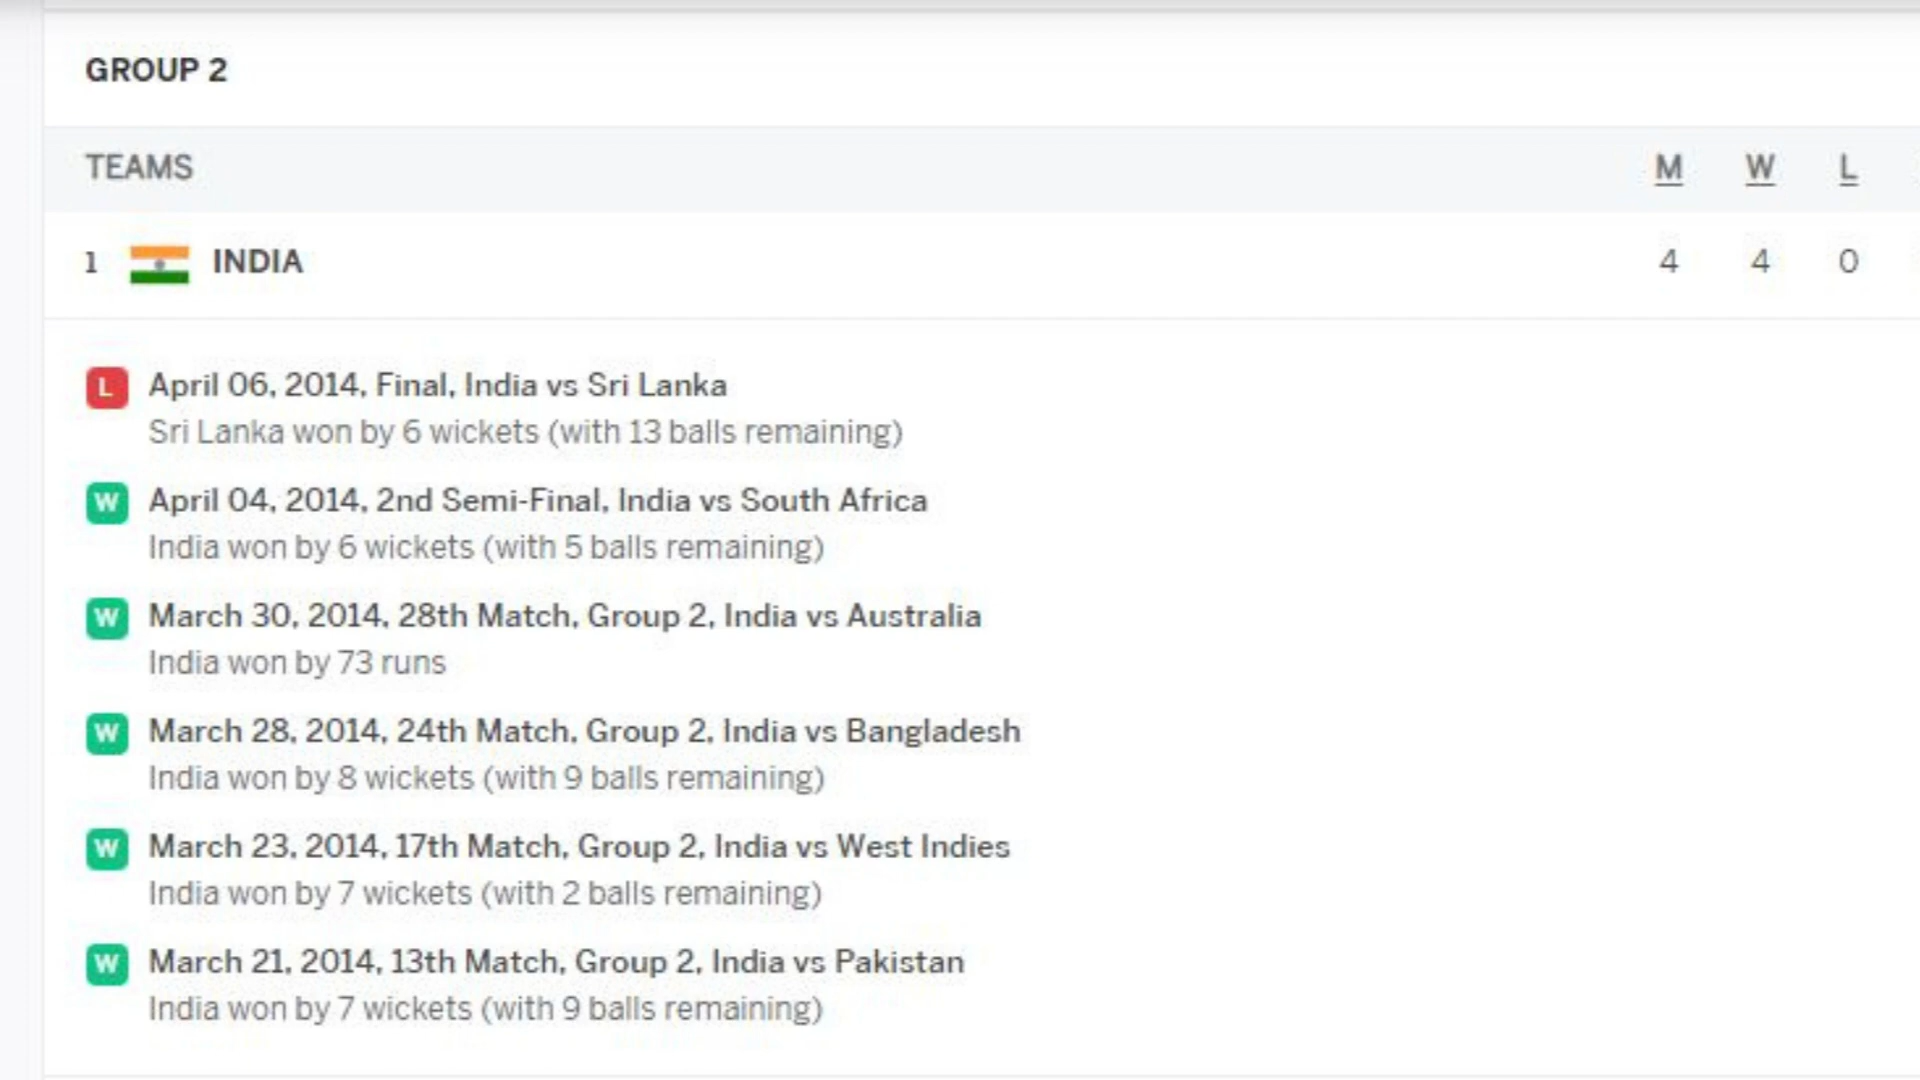 GROUP 2
TEAMS M W L
1 INDIA 4 4 0
L April 06, 2014, Final, India vs Sri Lanka
Sri Lanka won by 6 wickets (with 13 balls remaining)
W April 04, 2014, 2nd Semi-Final, India vs South Africa
India won by 6 wickets (with 5 balls remaining)
W March 30, 2014, 28th Match, Group 2, India vs Australia
India won by 73 runs
W March 28, 2014, 24th Match, Group 2, India vs Bangladesh
India won by 8 wickets (with 9 balls remaining)
W March 23, 2014, 17th Match, Group 2, India vs West Indies
India won by 7 wickets (with 2 balls remaining)
W March 21, 2014, 13th Match, Group 2, India vs Pakistan
India won by 7 wickets (with 9 balls remaining)